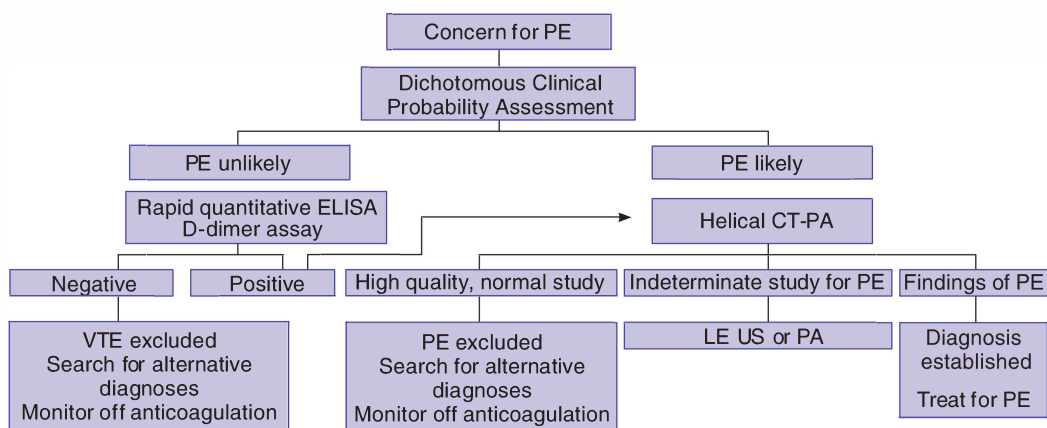 Concern for PE
Dichotomous Clinical
Probability Assessment
PE unlikely
PE likely
Rapid quantitative ELISA
D-dimer assay
Helical CT-PA
Negative
Positive
High quality, normal study
Indeterminate study for PE
Findings of PE
VTE excluded
Search for alternative
diagnoses
Monitor off anticoagulation
PE excluded
Search for alternative
diagnoses
Monitor off anticoagulation
LE US or PA
Diagnosis
established
Treat for PE